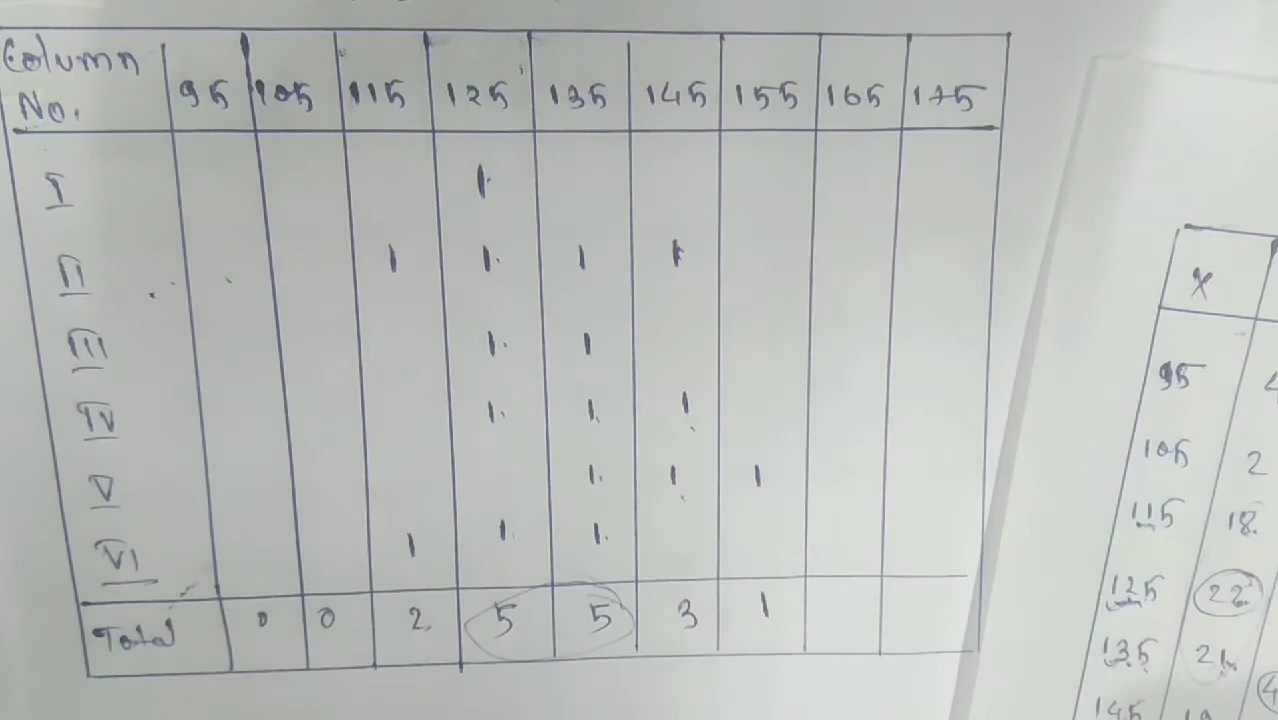 Column No. 95 105 115 125 135 145 155 165 175
I 1
II 1 1 1 1
III 1 1
IV 1 1 1
V 1 1 1
VI 1 1 1
Total 0 0 2 5 5 3 1
X
95
105 2
115 18
125 22
135 21
145